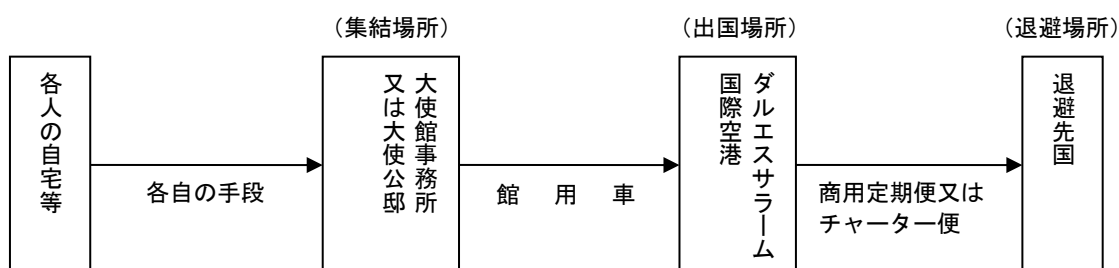 (集結場所)
(出国場所)
(退避場所)
各人の自宅等
各自の手段
大使館事務所
又は大使公邸
館用車
ダルエスサラーム
国際空港
商用定期便又は
チャーター便
退避先国